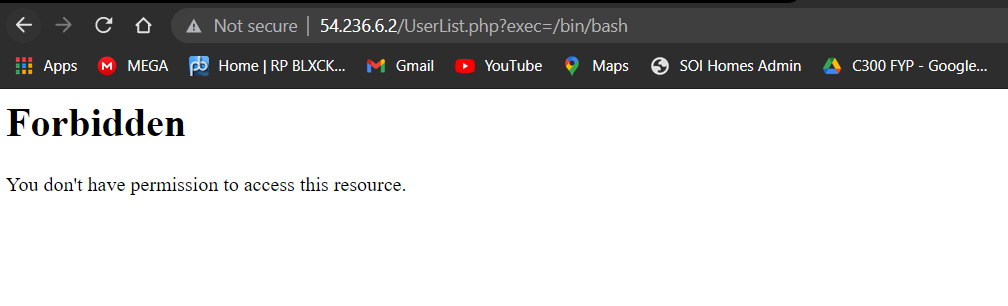 Not secure | 54.236.6.2/UserList.php?exec=/bin/bash
Apps MEGA Home | RP BLXCK... Gmail YouTube Maps SOI Homes Admin C300 FYP - Google...
Forbidden
You don't have permission to access this resource.